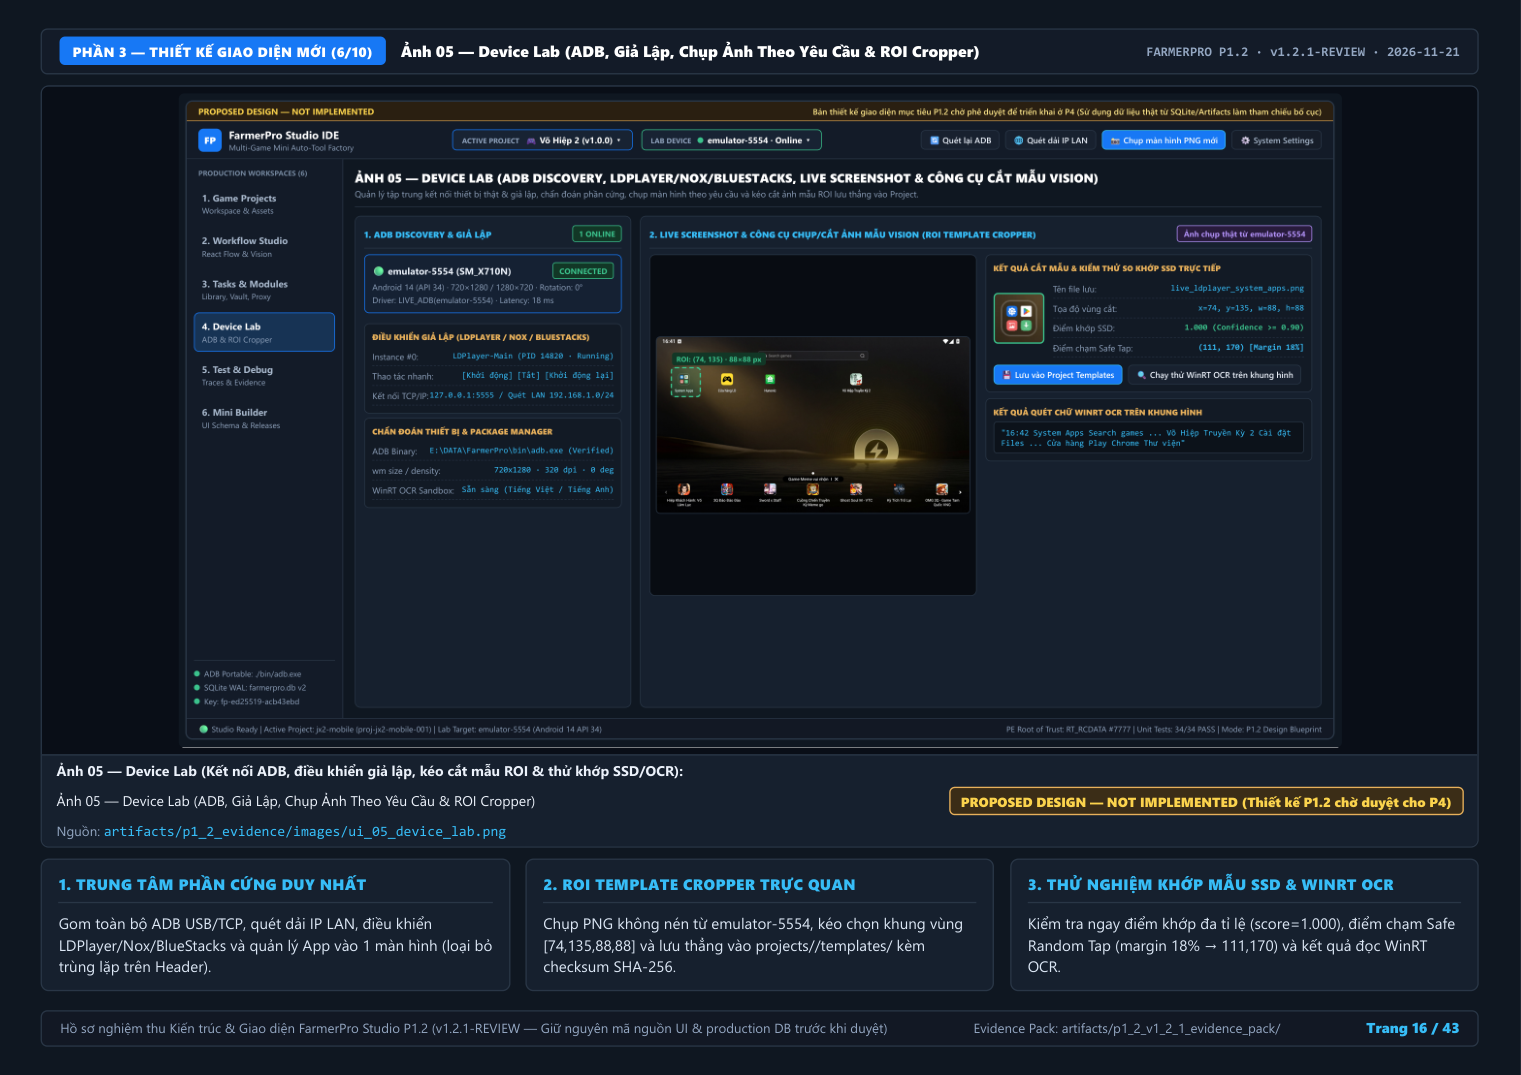 PHẦN 3 — THIẾT KẾ GIAO DIỆN MỚI (6/10)
Ảnh 05 — Device Lab (ADB, Giả Lập, Chụp Ảnh Theo Yêu Cầu & ROI Cropper)
FARMERPRO P1.2 · v1.2.1-REVIEW · 2026-11-21
PROPOSED DESIGN — NOT IMPLEMENTED
Bản thiết kế giao diện mục tiêu P1.2 chờ phê duyệt để triển khai ở P4 (Sử dụng dữ liệu thật từ SQLite/Artifacts làm tham chiếu bố cục)
FP
FarmerPro Studio IDE
Multi-Game Mini Auto-Tool Factory
ACTIVE PROJECT
Võ Hiệp 2 (v1.0.0)
LAB DEVICE
emulator-5554 · Online
Quét lại ADB
Quét dải IP LAN
Chụp màn hình PNG mới
System Settings
PRODUCTION WORKSPACES (6)
1. Game Projects
Workspace & Assets
2. Workflow Studio
React Flow & Vision
3. Tasks & Modules
Library, Vault, Proxy
4. Device Lab
ADB & ROI Cropper
5. Test & Debug
Traces & Evidence
6. Mini Builder
UI Schema & Releases
ADB Portable: ./bin/adb.exe
SQLite WAL: farmerpro.db v2
Key: fp-ed25519-acb43ebd
ẢNH 05 — DEVICE LAB (ADB DISCOVERY, LDPLAYER/NOX/BLUESTACKS, LIVE SCREENSHOT & CÔNG CỤ CẮT MẪU VISION)
Quản lý tập trung kết nối thiết bị thật & giả lập, chẩn đoán phần cứng, chụp màn hình theo yêu cầu và kéo cắt ảnh mẫu ROI lưu thẳng vào Project.
1. ADB DISCOVERY & GIẢ LẬP
1 ONLINE
emulator-5554 (SM_X710N)
CONNECTED
Android 14 (API 34) · 720×1280 / 1280×720 · Rotation: 0°
Driver: LIVE_ADB(emulator-5554) · Latency: 18 ms
ĐIỀU KHIỂN GIẢ LẬP (LDPLAYER / NOX / BLUESTACKS)
Instance #0: LDPlayer-Main (PID 14820 · Running)
Thao tác nhanh: [Khởi động] [Tắt] [Khởi động lại]
Kết nối TCP/IP: 127.0.0.1:5555 / Quét LAN 192.168.1.0/24
CHẨN ĐOÁN THIẾT BỊ & PACKAGE MANAGER
ADB Binary: E:\DATA\FarmerPro\bin\adb.exe (Verified)
wm size / density: 720x1280 · 320 dpi · 0 deg
WinRT OCR Sandbox: Sẵn sàng (Tiếng Việt / Tiếng Anh)
2. LIVE SCREENSHOT & CÔNG CỤ CHỤP/CẮT ẢNH MẪU VISION (ROI TEMPLATE CROPPER)
Ảnh chụp thật từ emulator-5554
16:41
ROI: (74, 135) · 88×88 px
Search games
KẾT QUẢ CẮT MẪU & KIỂM THỬ SO KHỚP SSD TRỰC TIẾP
Tên file lưu: live_ldplayer_system_apps.png
Tọa độ vùng cắt: x=74, y=135, w=88, h=88
Điểm khớp SSD: 1.000 (Confidence >= 0.90)
Điểm chạm Safe Tap: (111, 170) [Margin 18%]
Lưu vào Project Templates
Chạy thử WinRT OCR trên khung hình
KẾT QUẢ QUÉT CHỮ WINRT OCR TRÊN KHUNG HÌNH
"16:42 System Apps Search games ... Võ Hiệp Truyền Kỳ 2 Cài đặt
Files ... Cửa hàng Play Chrome Thư viện"
Studio Ready | Active Project: jx2-mobile (proj-jx2-mobile-001) | Lab Target: emulator-5554 (Android 14 API 34)
PE Root of Trust: RT_RCDATA #7777 | Unit Tests: 34/34 PASS | Mode: P1.2 Design Blueprint
Ảnh 05 — Device Lab (Kết nối ADB, điều khiển giả lập, kéo cắt mẫu ROI & thử khớp SSD/OCR):
Ảnh 05 — Device Lab (ADB, Giả Lập, Chụp Ảnh Theo Yêu Cầu & ROI Cropper)
Nguồn: artifacts/p1_2_evidence/images/ui_05_device_lab.png
PROPOSED DESIGN — NOT IMPLEMENTED (Thiết kế P1.2 chờ duyệt cho P4)
1. TRUNG TÂM PHẦN CỨNG DUY NHẤT
Gom toàn bộ ADB USB/TCP, quét dải IP LAN, điều khiển
LDPlayer/Nox/BlueStacks và quản lý App vào 1 màn hình (loại bỏ
trùng lặp trên Header).
2. ROI TEMPLATE CROPPER TRỰC QUAN
Chụp PNG không nén từ emulator-5554, kéo chọn khung vùng
[74,135,88,88] và lưu thẳng vào projects//templates/ kèm
checksum SHA-256.
3. THỬ NGHIỆM KHỚP MẪU SSD & WINRT OCR
Kiểm tra ngay điểm khớp đa tỉ lệ (score=1.000), điểm chạm Safe
Random Tap (margin 18% → 111,170) và kết quả đọc WinRT
OCR.
Hồ sơ nghiệm thu Kiến trúc & Giao diện FarmerPro Studio P1.2 (v1.2.1-REVIEW — Giữ nguyên mã nguồn UI & production DB trước khi duyệt)
Evidence Pack: artifacts/p1_2_v1_2_1_evidence_pack/
Trang 16 / 43